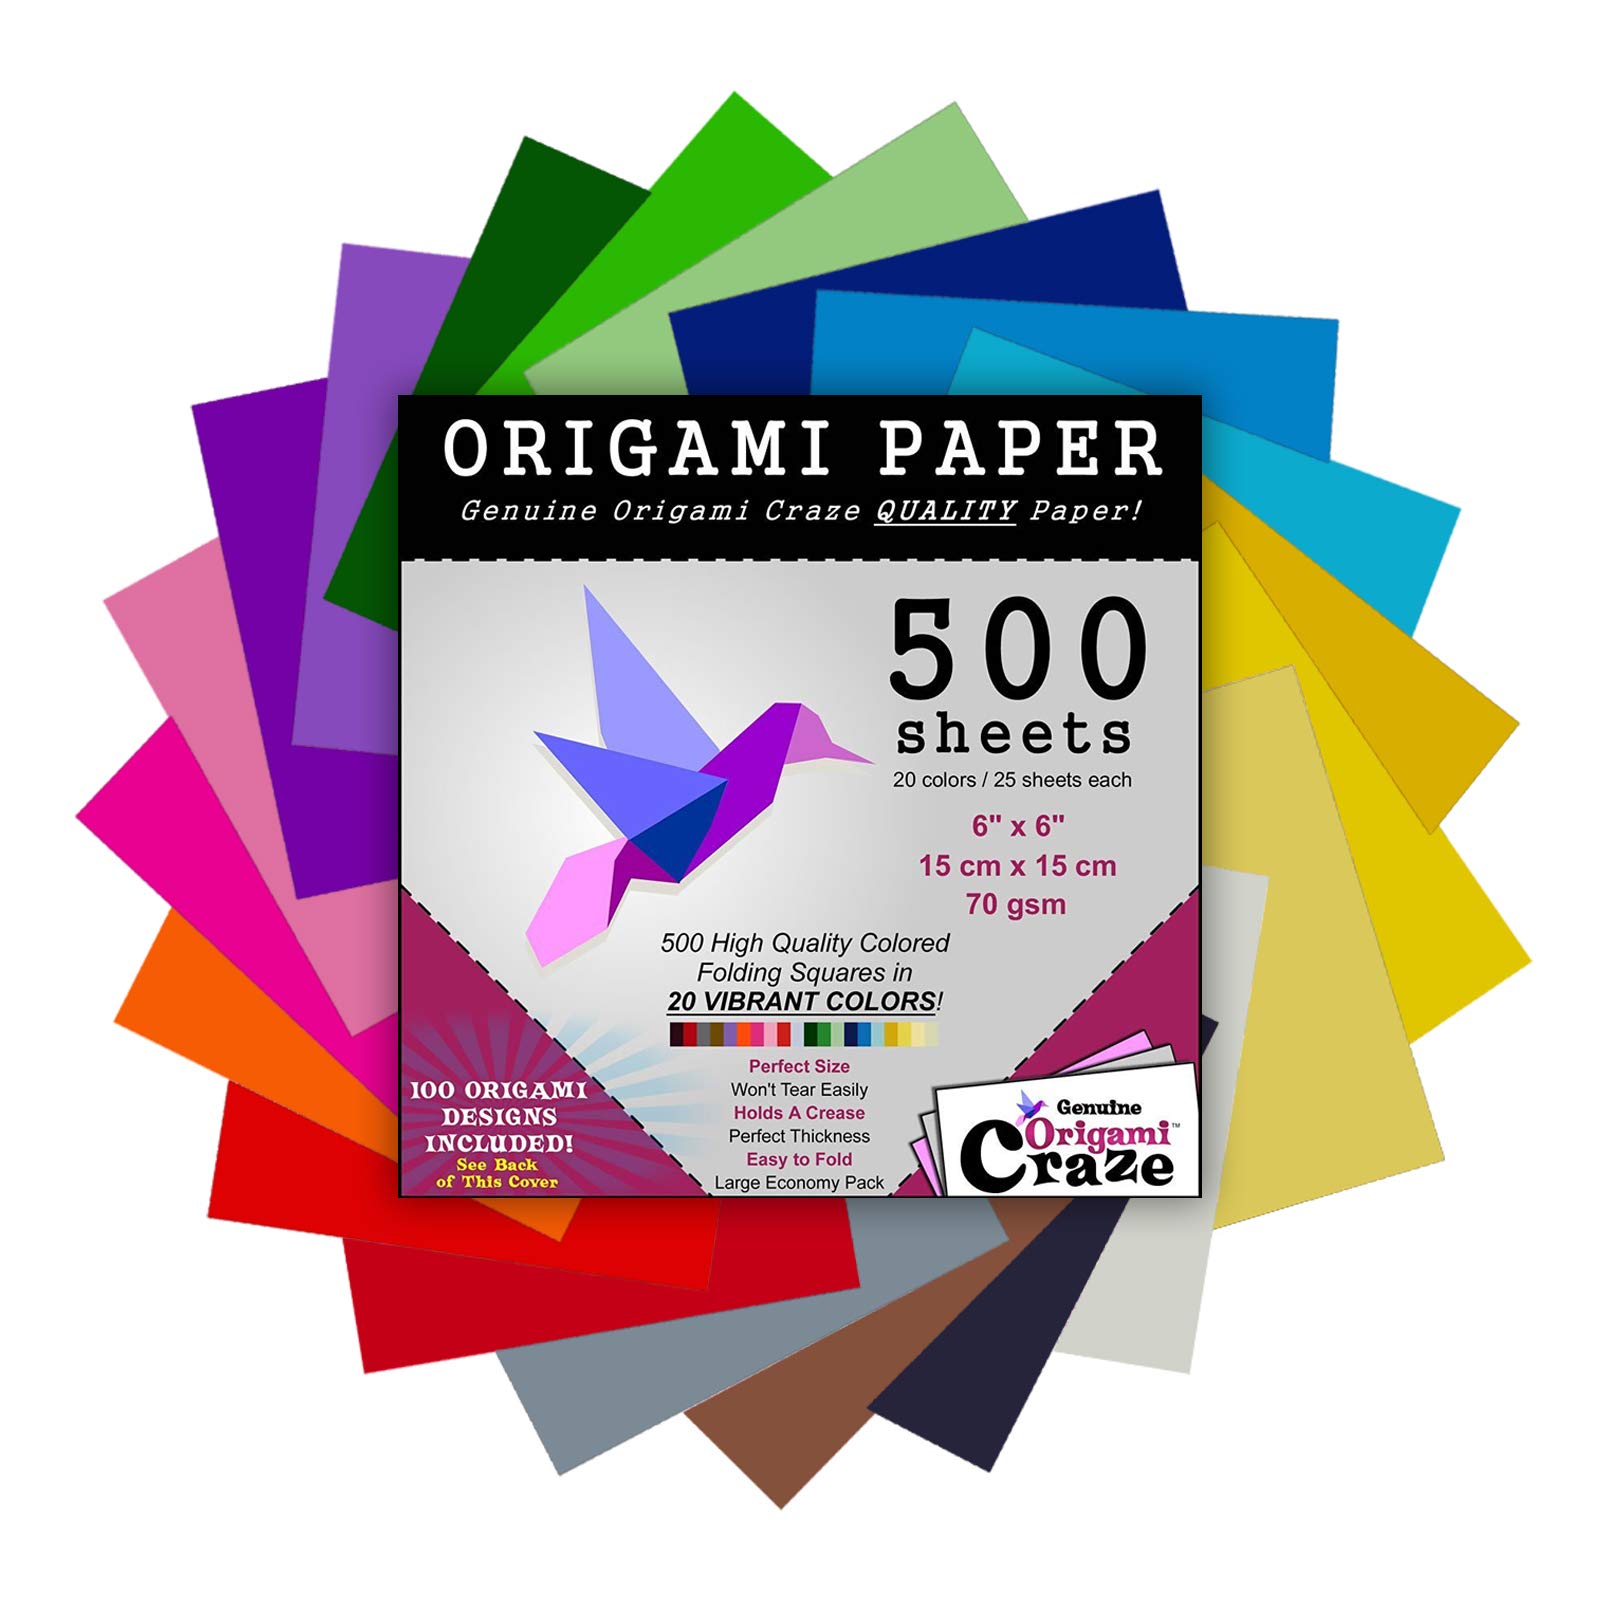 ORIGAMI PAPER
Genuine Origami Craze QUALITY Paper!
500
sheets
20 colors / 25 sheets each
6" x 6"
15 cm x 15 cm
70 gsm
500 High Quality Colored
Folding Squares in
20 VIBRANT COLORS!
Perfect Size
Won't Tear Easily
Holds A Crease
Perfect Thickness
Easy to Fold
Large Economy Pack
100 ORIGAMI
DESIGNS
INCLUDED!
See Back
of This Cover
Genuine
Origami™
Craze